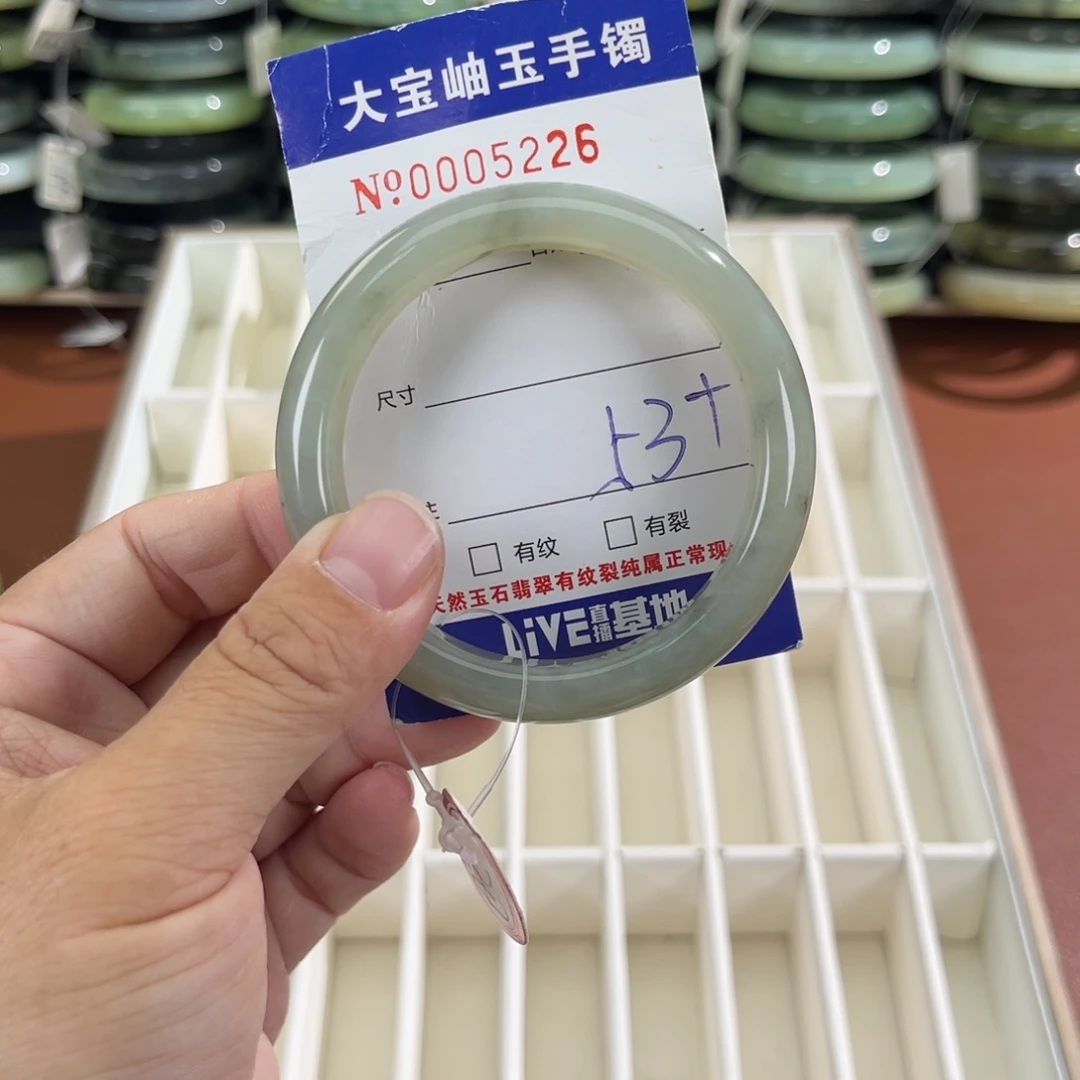 大宝岫玉手镯
№0005226
尺寸
53+
有纹 有裂
天然玉石翡翠有纹裂纯属正常现
LIVE直播基地